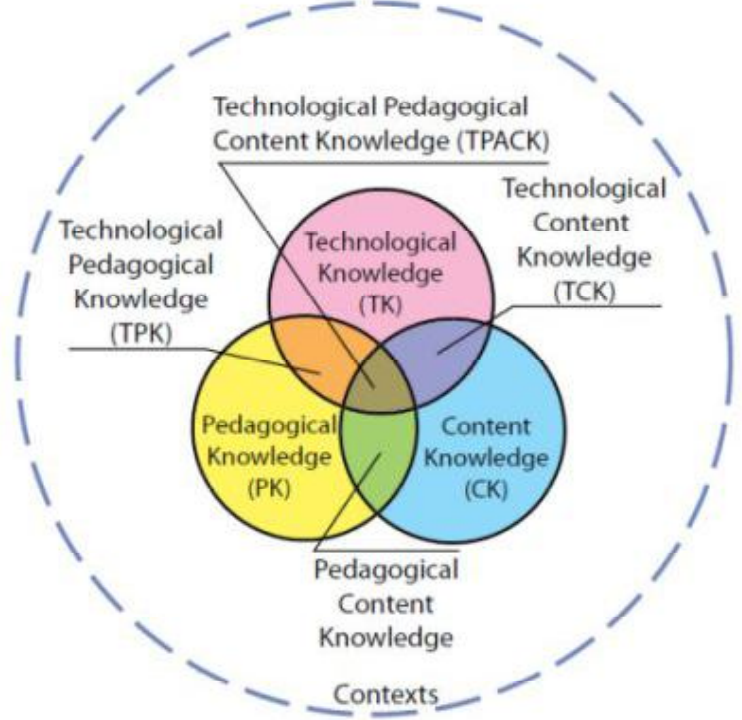 Technological Pedagogical
Content Knowledge (TPACK)
Technological
Content
Knowledge
(TCK)
Technological
Pedagogical
Knowledge
(TPK)
Technological
Knowledge
(TK)
Pedagogical
Knowledge
(PK)
Content
Knowledge
(CK)
Pedagogical
Content
Knowledge
Contexts